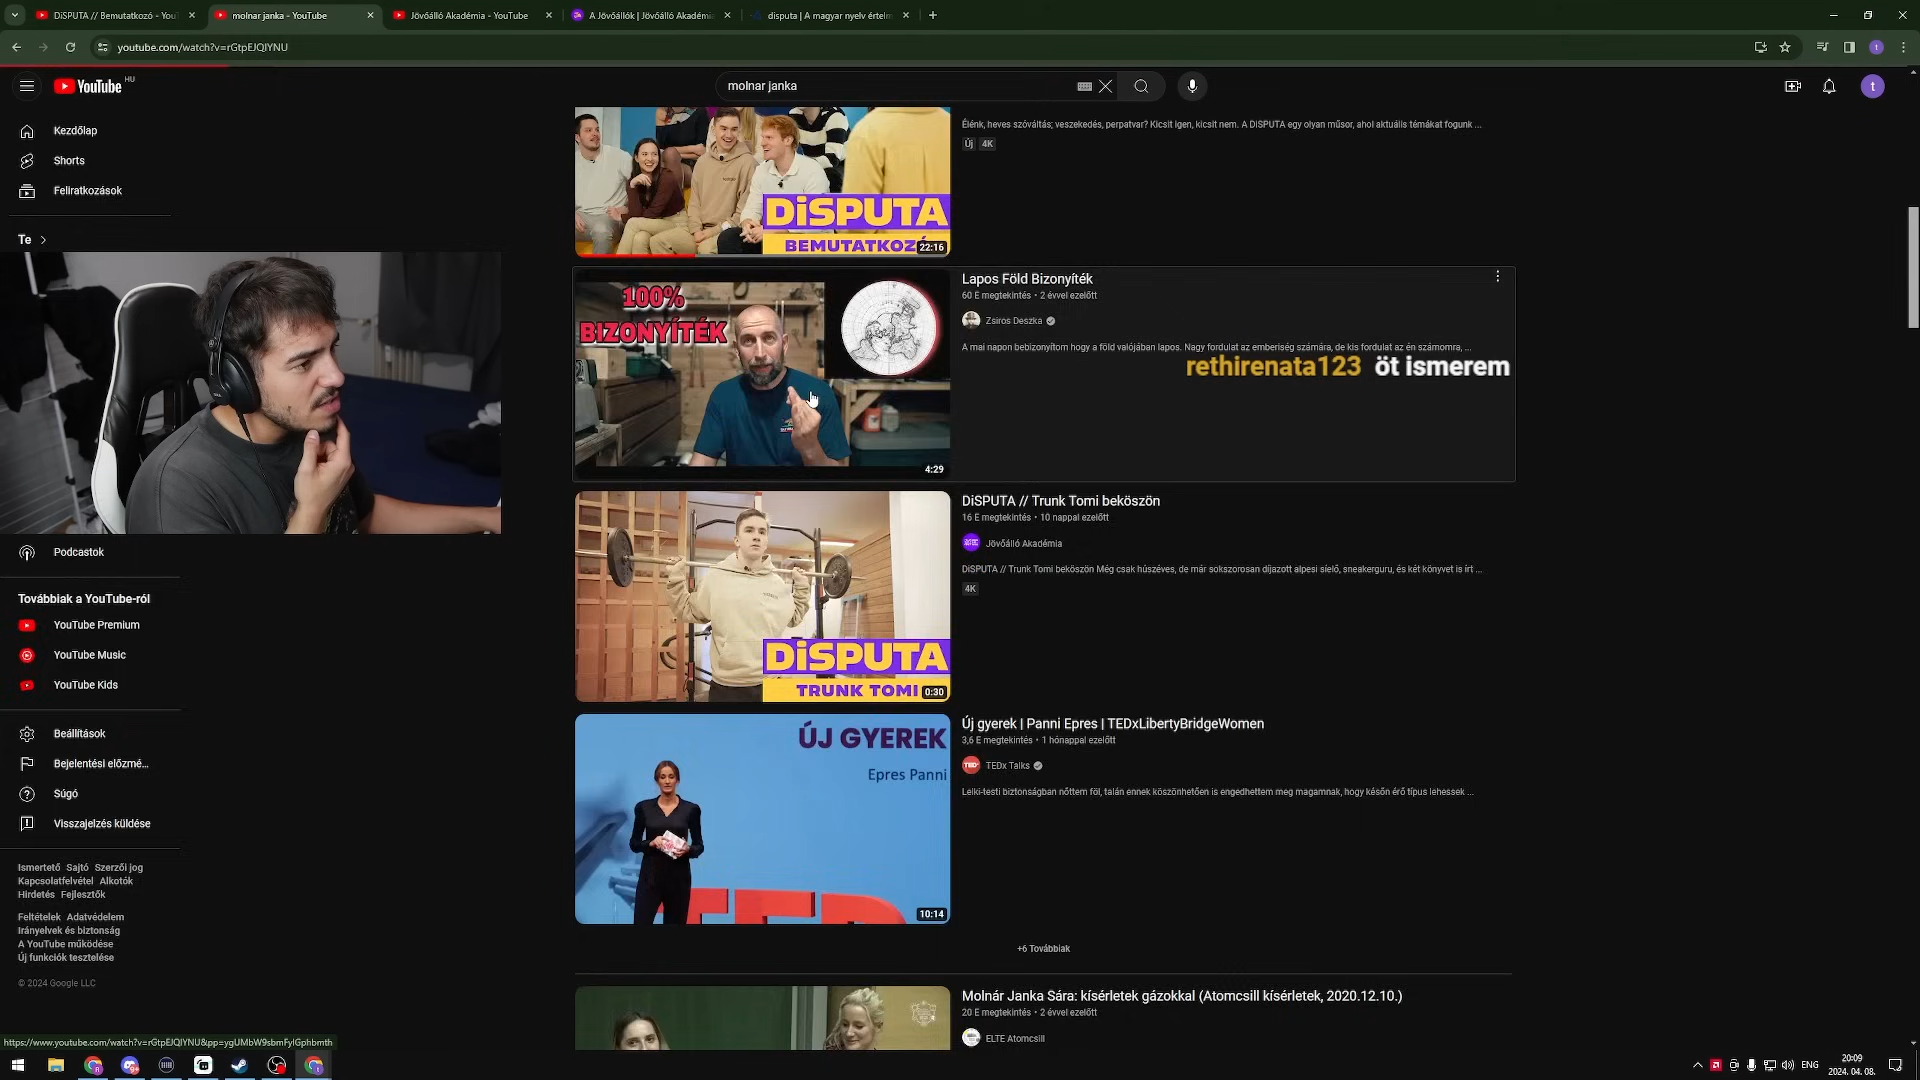 DiSPUTA // Bemutatkozó - You
molnar janka - YouTube
Jövőálló Akadémia - YouTube
A Jövőállók | Jövőálló Akadémia
disputa | A magyar nyelv értelm
youtube.com/watch?v=rGtpEJQIYNU
YouTube HU
molnar janka
t
Kezdőlap
Shorts
Feliratkozások
Te
Podcastok
Továbbiak a YouTube-ról
YouTube Premium
YouTube Music
YouTube Kids
Beállítások
Bejelentési előzmé...
Súgó
Visszajelzés küldése
Ismertető Sajtó Szerzői jog
Kapcsolatfelvétel Alkotók
Hirdetés Fejlesztők
Feltételek Adatvédelem
Irányelvek és biztonság
A YouTube működése
Új funkciók tesztelése
© 2024 Google LLC
DiSPUTA
BEMUTATKOZÓ
22:16
Élénk, heves szóváltás; veszekedés, perpatvar? Kicsit igen, kicsit nem. A DiSPUTA egy olyan műsor, ahol aktuális témákat fogunk ...
Új 4K
100%
BIZONYÍTÉK
4:29
Lapos Föld Bizonyíték
60 E megtekintés • 2 évvel ezelőtt
Zsiros Deszka
A mai napon bebizonyítom hogy a föld valójában lapos. Nagy fordulat az emberiség számára, de kis fordulat az én számomra, ...
rethirenata123 öt ismerem
DiSPUTA
TRUNK TOMI
0:30
DiSPUTA // Trunk Tomi beköszön
16 E megtekintés • 10 nappal ezelőtt
Jövőálló Akadémia
DiSPUTA // Trunk Tomi beköszön Még csak húszéves, de már sokszorosan díjazott alpesi síelő, sneakerguru, és két könyvet is írt ...
4K
ÚJ GYEREK
Epres Panni
10:14
Új gyerek | Panni Epres | TEDxLibertyBridgeWomen
3,6 E megtekintés • 1 hónappal ezelőtt
TEDx Talks
Lelki-testi biztonságban nőttem föl, talán ennek köszönhetően is engedhettem meg magamnak, hogy későn érő típus lehessek ...
+6 Továbbiak
Molnár Janka Sára: kísérletek gázokkal (Atomcsill kísérletek, 2020.12.10.)
20 E megtekintés • 2 évvel ezelőtt
ELTE Atomcsill
https://www.youtube.com/watch?v=rGtpEJQIYNU&pp=ygUMbW9sbmFyIGphbmth
ENG
20:09
2024. 04. 08.